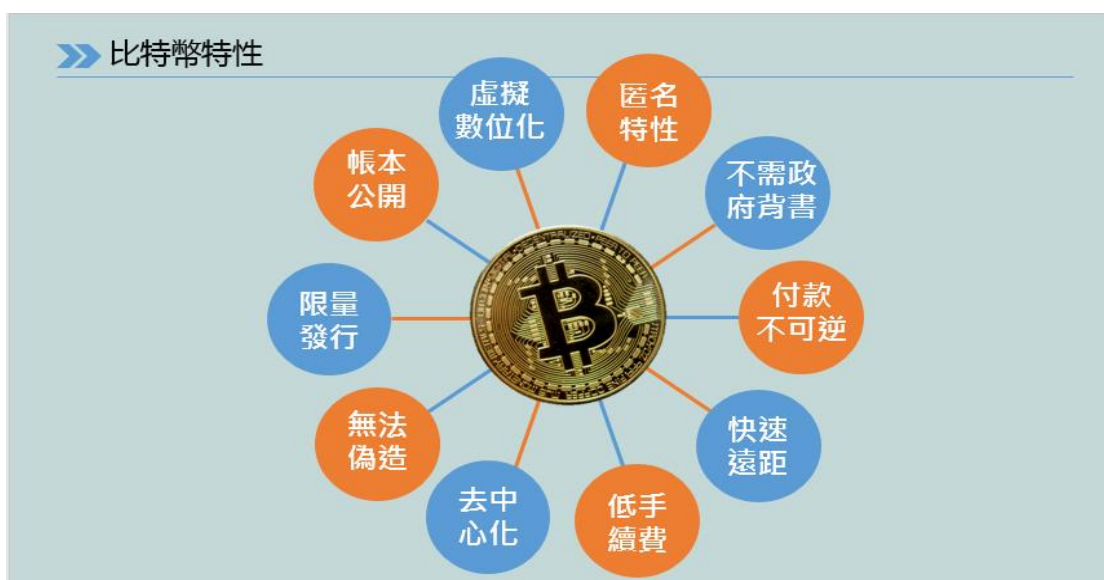 比特幣特性
虛擬
數位化
匿名
特性
不需政
府背書
付款
不可逆
快速
遠距
低手
續費
去中
心化
無法
偽造
限量
發行
帳本
公開